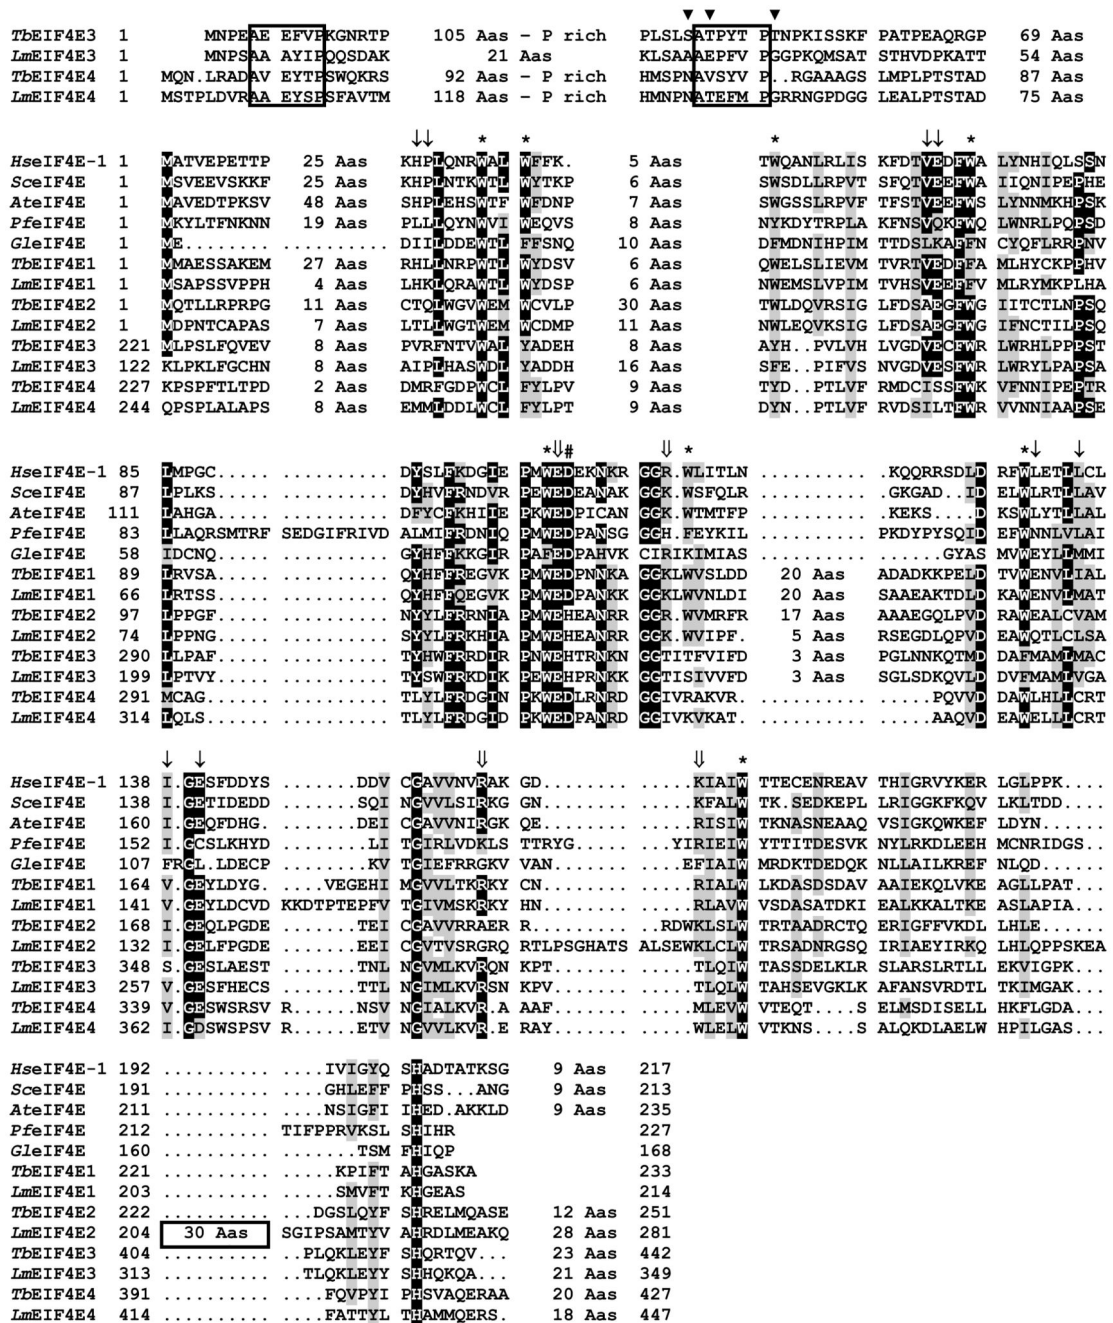 ▼ ▼ ▼
TbEIF4E3 1 MNPEAE EFVPKGNRTP 105 Aas - P rich PLSLSATPYT PTNPKISSKF PATPEAQRGP 69 Aas
LmEIF4E3 1 MNPSAA AYIPQQSDAK 21 Aas KLSAAAEPFV PGGPKQMSAT STHVDPKATT 54 Aas
TbEIF4E4 1 MQN.LRADAV EYTPSWQKRS 92 Aas - P rich HMSPNAVSYV P..RGAAAGS LMPLPTSTAD 87 Aas
LmEIF4E4 1 MSTPLDVRAA EYSPSFAVTM 118 Aas - P rich HMNPNATEFM PGRRNGPDGG LEALPTSTAD 75 Aas
↓↓ * * * ↓↓ *
HseIF4E-1 1 MATVEPETTP 25 Aas KHPLQNRWAL WFFK. 5 Aas TWQANLRLIS KFDTVEDFWA LYNHIQLSSN
SceIF4E 1 MSVEEVSKKF 25 Aas KHPLNTKWTL WYTKP 6 Aas SWSDLLRPVT SFQTVEEFWA IIQNIPEPHE
AteIF4E 1 MAVEDTPKSV 48 Aas SHPLEHSWTF WFDNP 7 Aas SWGSSLRPVF TFSTVEEFWS LYNNMKHPSK
PfeIF4E 1 MKYLTFNKNN 19 Aas PLLLQYNWVI WEQVS 8 Aas NYKDYTRPLA KFNSVQKFWQ LWNRLPQPSD
GleIF4E 1 ME........ ....... DIILDDEWTL FFSNQ 10 Aas DFMDNIHPIM TTDSLKAFFN CYQFLRRPNV
TbEIF4E1 1 MMAESSAKEM 27 Aas RHLLNRPWTL WYDSV 6 Aas QWELSLIEVM TVRTVEDFFA MLHYCKPPHV
LmEIF4E1 1 MSAPSSVPPH 4 Aas LHKLQRAWTL WYDSP 6 Aas NWEMSLVPIM TVHSVEEFFV MLRYMKPLHA
TbEIF4E2 1 MQTLLRPRPG 11 Aas CTQLWGVWEM WCVLP 30 Aas TWLDQVRSIG LFDSAEGFWG IITCTLNPSQ
LmEIF4E2 1 MDPNTCAPAS 7 Aas LTLLWGTWEM WCDMP 11 Aas NWLEQVKSIG LFDSAEGFWG IFNCTILPSQ
TbEIF4E3 221 MLPSLFQVEV 8 Aas PVRFNTVWAL YADEH 8 Aas AYH..PVLVH LVGDVECFWR LWRHLPPPST
LmEIF4E3 122 KLPKLFGCHN 8 Aas AIPLHASWDL YADDH 16 Aas SFE..PIFVS NVGDVESFWR LWRYLPAPSA
TbEIF4E4 227 KPSPFTLTPD 2 Aas DMRFGDPWCL FYLPV 9 Aas TYD..PTLVF RMDCISSFWK VFNNIPEPTR
LmEIF4E4 244 QPSPLALAPS 8 Aas EMMLDDLWCL FYLPT 9 Aas DYN..PTLVF RVDSILTFWR VVNNIAAPSE
*⇓# ⇓ * *↓ ↓
HseIF4E-1 85 LMPGC..... .......... DYSLFKDGIE PMWEDEKNKR GGR.WLITLN .......... KQQRRSDLD RFWLETLLCL
SceIF4E 87 LPLKS..... .......... DYHVFRNDVR PEWEDEANAK GGK.WSFQLR .......... GKGAD..ID ELWLRTLLAV
AteIF4E 111 LAHGA..... .......... DFYCFKHIIE PKWEDPICAN GGK.WTMTFP .......... KEKS....D KSWLYTLLAL
PfeIF4E 83 LLAQRSMTRF SEDGIFRIVD ALMIFRDNIQ PKWEDPANSG GGH.FEYKIL .......... PKDYPYSQID EFWNNLVLAI
GleIF4E 58 IDCNQ..... .......... GYHFFKKGIR PAFEDPAHVK CIRIKIMIAS .......... GYASM VWEYLLMMI
TbEIF4E1 89 LRVSA..... .......... QYHFFREGVK PMWEDPNNKA GGKLWVSLDD 20 Aas ADADKKPELD TVWENVLIAL
LmEIF4E1 66 LRTSS..... .......... QYHFFQEGVK PMWEDPANKK GGKLWVNLDI 20 Aas SAAEAKTDLD KAWENVLMAT
TbEIF4E2 97 LPPGF..... .......... NYYLFRRNIA PMWEHEANRR GGR.WVMRFR 17 Aas AAAEGQLPVD RAWEALCVAM
LmEIF4E2 74 LPPNG..... .......... SYYLFRKHIA PMWEHEANRR GGK.WVIPF. 5 Aas RSEGDLQPVD EAWQTLCLSA
TbEIF4E3 290 LLPAF..... .......... TYHWFRRDIR PNWEHTRNKN GGTITFVIFD 3 Aas PGLNNKQTMD DAFMAMLMAC
LmEIF4E3 199 LPTVY..... .......... TYSWFRKDIK PEWEHPRNKK GGTISIVVFD 3 Aas SGLSDKQVLD DVFMAMLVGA
TbEIF4E4 291 MCAG...... .......... TLYLFRDGIN PKWEDLRNRD GGIVRAKVR. .......... PQVVD DAWLHLLCRT
LmEIF4E4 314 LQLS...... .......... TLYLFRDGID PKWEDPANRD GGIVKVKAT. .......... AAQVD EAWELLLCRT
↓ ↓ ⇓ ⇓ *
HseIF4E-1 138 I.GESFDDYS .......DDV CGAVVNVRAK GD........ ......KIAIW TTECENREAV THIGRVYKER LGLPPK....
SceIF4E 191 I.GETIDEDD .......SQI NGVVLSIRKG GN........ ......KFALW TK.SEDKEPL LRIGGKFKQV LKLTDD....
AteIF4E 160 I.GEQFDHG. .......DEI CGAVVNIRGK QE........ ......RISIW TKNASNEAAQ VSIGKQWKEF LDYN......
PfeIF4E 152 I.GCSLKHYD .......LI TGIRLVDKLS TTRYG..... ......YIRIEIW YTTITDESVK NYLRKDLEEH MCNRIDGS..
GleIF4E 107 FRGLLDECP .......KV TGIEFRRGKV VAN....... ......EFIAIW MRDKTDEDQK NLLAILKREF NLQD......
TbEIF4E1 164 V.GEYLDYG. ....VEGEHI MGVVLTKRKY CN........ ......RIALW LKDASDSDAV AAIEKQLVKE AGLLPAT...
LmEIF4E1 141 V.GEYLDCVD KKDTPTEPFV TGIVMSKRKY HN........ ......RLAVW VSDASATDKI EALKKALTKE ASLAPIA...
TbEIF4E2 168 I.GEQLPGDE .......TEI CGAVRRAERR R......... ....RDWKLSLW TRTAADRCTQ ERIGFFVKDL LHLE......
LmEIF4E2 132 I.GELFPGDE .......EEI CGVTVSRGRQ RTLPSGHATS ALSEWKLCLW TRSADNRGSQ IRIAEYIRKQ LHLQPPSKEA
TbEIF4E3 348 S.GESLAEST .......TNL NGVMLKVRQN KPT....... ......TLQIW TASSDELKLR SLARSLRTLL EKVIGPK...
LmEIF4E3 257 V.GESFHECS .......TTL NGIMLKVRSN KPV....... ......TLQLW TAHSEVGKLK AFANSVRDTL TKIMGAK...
TbEIF4E4 339 V.GESWSRSV R......NSV NGIALKVR.A AAF....... ......MLEVW VVTEQT....S ELMSDISELL HKFLGDA...
LmEIF4E4 362 I.GDSWSPSV R......ETV NGVVLKVR.E RAY....... ......WLELW VTKNS....S ALQKDLAELW HPILGAS...
HseIF4E-1 192 .......... ....IVIGYQ SHADTATKSG 9 Aas 217
SceIF4E 191 .......... ....GHLEFF PHSS...ANG 9 Aas 213
AteIF4E 211 .......... ....NSIGFI IHED.AKKLD 9 Aas 235
PfeIF4E 212 .......... TIFPPRVKSL SHIHR 227
GleIF4E 160 .......... .......TSM FHIQP 168
TbEIF4E1 221 .......... .....KPIFT AHGASKA 233
LmEIF4E1 203 .......... .....SMVFT KHGEAS 214
TbEIF4E2 222 .......... ...DGSLQYF SHRELMQASE 12 Aas 251
LmEIF4E2 204 30 Aas SGIPSAMTYV AHRDLMEAKQ 28 Aas 281
TbEIF4E3 404 .......... ..PLQKLEYF SHQRTQV... 23 Aas 442
LmEIF4E3 313 .......... ..TLQKLEYY SHHQKQA... 21 Aas 349
TbEIF4E4 391 .......... ....FQVPYI PHSVAQERAA 20 Aas 427
LmEIF4E4 414 .......... ....FATTYL THAMMQERS. 18 Aas 447